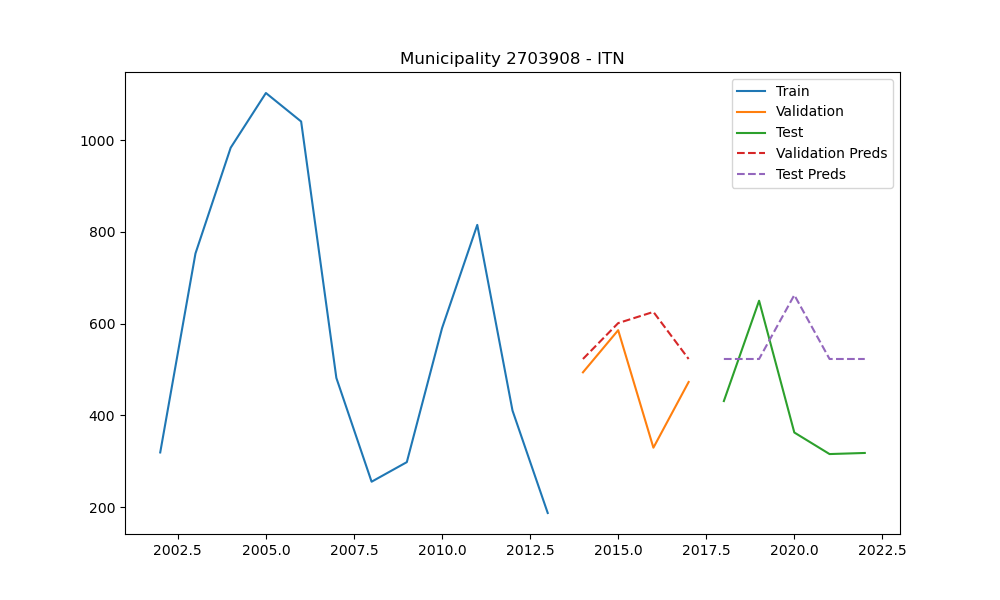 Municipality 2703908 - ITN
Train
Validation
Test
Validation Preds
Test Preds
1000
800
600
400
200
2002.5 2005.0 2007.5 2010.0 2012.5 2015.0 2017.5 2020.0 2022.5